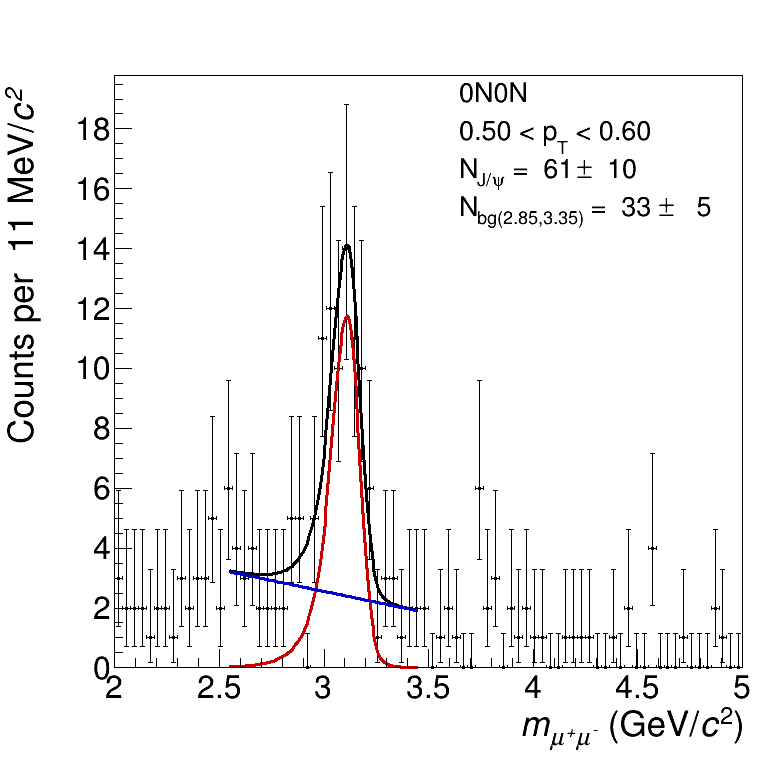 Counts per 11 MeV/c²
0N0N
0.50 < p_T < 0.60
N_J/ψ = 61 ± 10
N_bg(2.85,3.35) = 33 ± 5
18
16
14
12
10
8
6
4
2
0
2 2.5 3 3.5 4 4.5 5
m_μ⁺μ⁻ (GeV/c²)